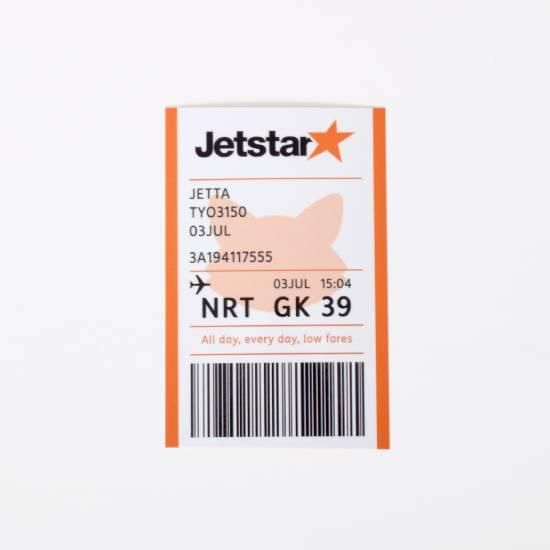 Jetstar
JETTA
TYO3150
03JUL
3A194117555
03JUL 15:04
NRT GK 39
All day, every day, low fares